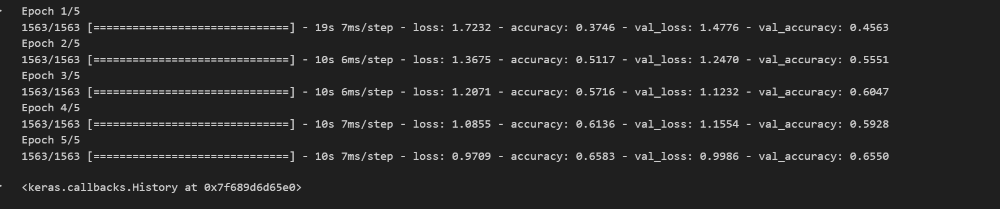 Epoch 1/5
1563/1563 [==============================] - 19s 7ms/step - loss: 1.7232 - accuracy: 0.3746 - val_loss: 1.4776 - val_accuracy: 0.4563
Epoch 2/5
1563/1563 [==============================] - 10s 6ms/step - loss: 1.3675 - accuracy: 0.5117 - val_loss: 1.2470 - val_accuracy: 0.5551
Epoch 3/5
1563/1563 [==============================] - 10s 6ms/step - loss: 1.2071 - accuracy: 0.5716 - val_loss: 1.1232 - val_accuracy: 0.6047
Epoch 4/5
1563/1563 [==============================] - 10s 7ms/step - loss: 1.0855 - accuracy: 0.6136 - val_loss: 1.1554 - val_accuracy: 0.5928
Epoch 5/5
1563/1563 [==============================] - 10s 7ms/step - loss: 0.9709 - accuracy: 0.6583 - val_loss: 0.9986 - val_accuracy: 0.6550
<keras.callbacks.History at 0x7f689d6d65e0>